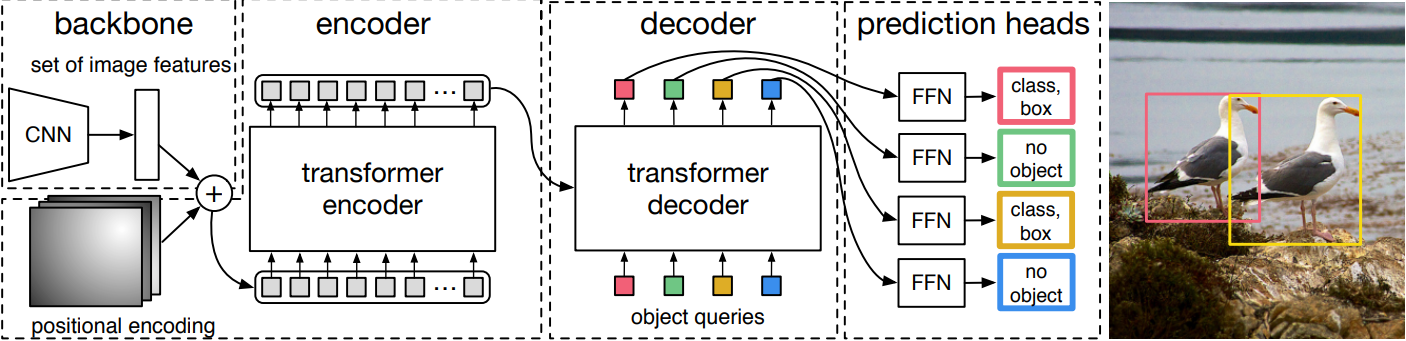 backbone
set of image features
CNN
+
positional encoding
encoder
...
transformer
encoder
...
decoder
transformer
decoder
object queries
prediction heads
FFN
class,
box
FFN
no
object
FFN
class,
box
FFN
no
object